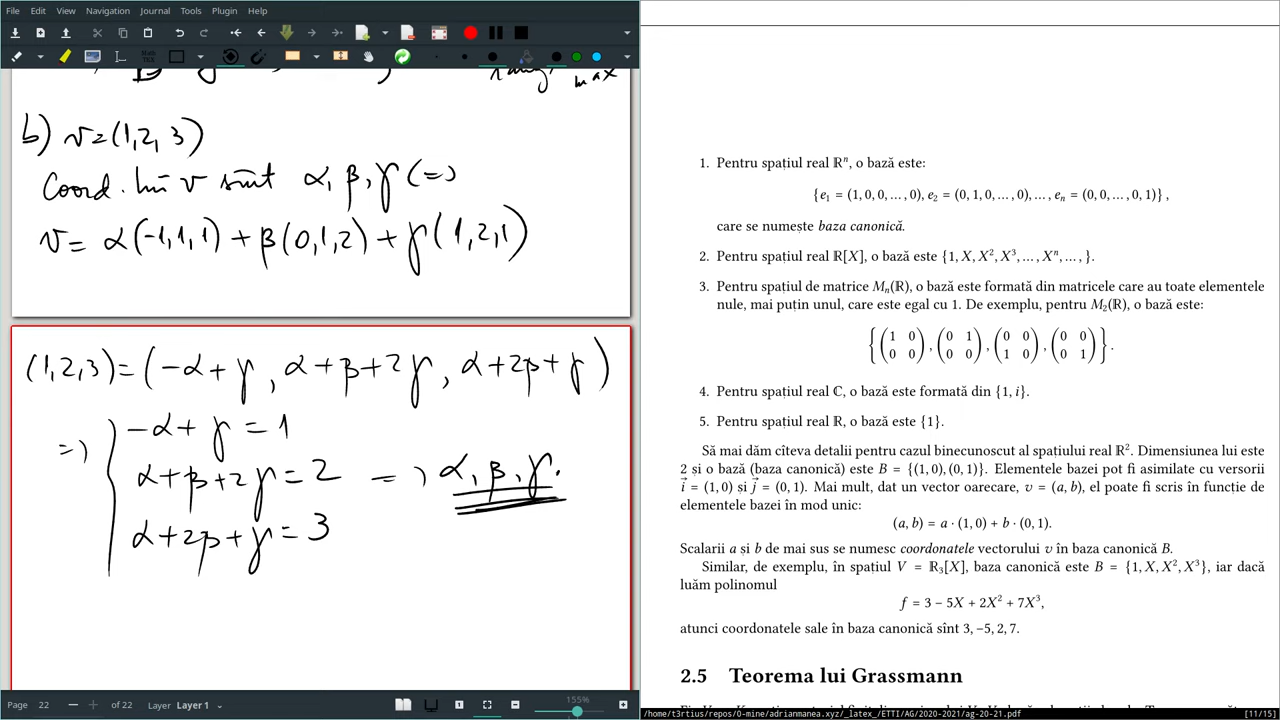 File Edit View Navigation Journal Tools Plugin Help
max
b) v=(1,2,3)
Coord. lui v sînt α, β, γ (=)
v = α(-1,1,1) + β(0,1,2) + γ(1,2,1)
(1,2,3) = (-α+γ, α+β+2γ, α+2β+γ)
=) { -α+γ = 1
α+β+2γ = 2 =) α, β, γ.
α+2β+γ = 3
Page 22 of 22 Layer Layer 1 155%
1. Pentru spațiul real ℝⁿ, o bază este:
{e₁ = (1, 0, 0, … , 0), e₂ = (0, 1, 0, … , 0), … , eₙ = (0, 0, … , 0, 1)} ,
care se numește baza canonică.
2. Pentru spațiul real ℝ[X], o bază este {1, X, X², X³, … , Xⁿ, … , }.
3. Pentru spațiul de matrice Mₙ(ℝ), o bază este formată din matricele care au toate elementele
nule, mai puțin unul, care este egal cu 1. De exemplu, pentru M₂(ℝ), o bază este:
{ (1 0 , (0 1 , (0 0 , (0 0
0 0) 0 0) 1 0) 0 1) } .
4. Pentru spațiul real ℂ, o bază este formată din {1, i}.
5. Pentru spațiul real ℝ, o bază este {1}.
Să mai dăm cîteva detalii pentru cazul binecunoscut al spațiului real ℝ². Dimensiunea lui este
2 și o bază (baza canonică) este B = {(1, 0), (0, 1)}. Elementele bazei pot fi asimilate cu versorii
i⃗ = (1, 0) și j⃗ = (0, 1). Mai mult, dat un vector oarecare, v = (a, b), el poate fi scris în funcție de
elementele bazei în mod unic:
(a, b) = a · (1, 0) + b · (0, 1).
Scalarii a și b de mai sus se numesc coordonatele vectorului v în baza canonică B.
Similar, de exemplu, în spațiul V = ℝ₃[X], baza canonică este B = {1, X, X², X³}, iar dacă
luăm polinomul
f = 3 − 5X + 2X² + 7X³,
atunci coordonatele sale în baza canonică sînt 3, −5, 2, 7.
2.5 Teorema lui Grassmann
/home/t3rtius/repos/0-mine/adrianmanea.xyz/_latex_/ETTI/AG/2020-2021/ag-20-21.pdf [11/15]